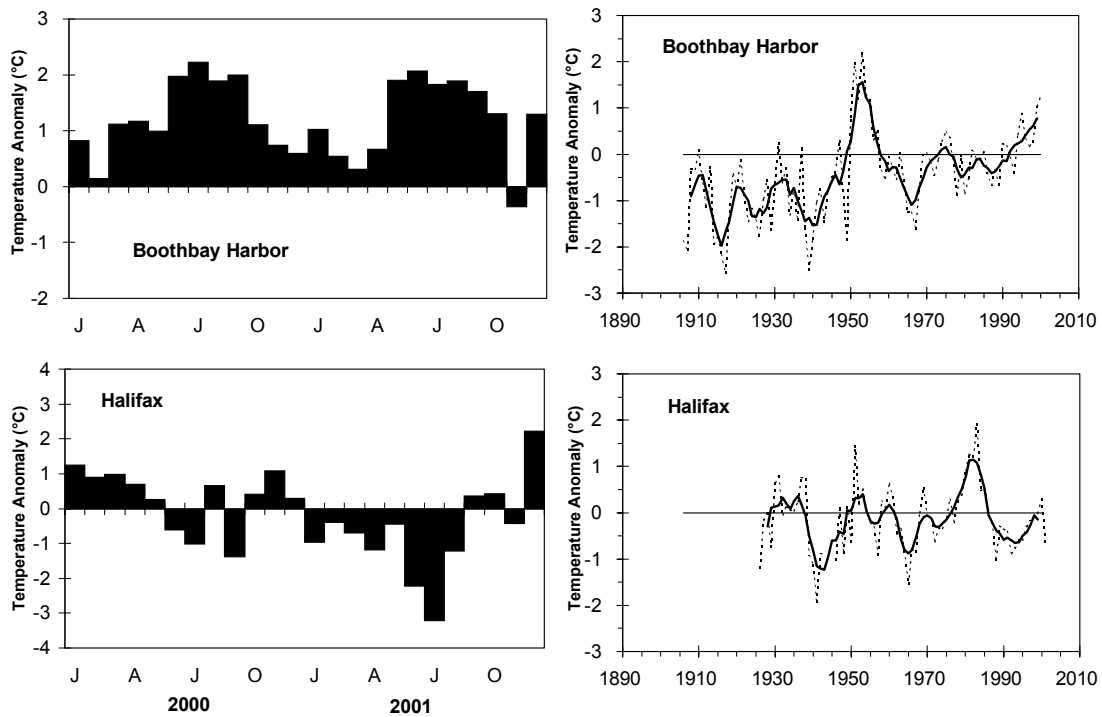 3
2
1
0
-1
-2
Temperature Anomaly (°C)
Boothbay Harbor
J A J O J A J O
3
2
1
0
-1
-2
-3
Temperature Anomaly (°C)
Boothbay Harbor
1890 1910 1930 1950 1970 1990 2010
4
3
2
1
0
-1
-2
-3
-4
Temperature Anomaly (°C)
Halifax
J A J O J A J O
2000 2001
3
2
1
0
-1
-2
-3
Temperature Anomaly (°C)
Halifax
1890 1910 1930 1950 1970 1990 2010